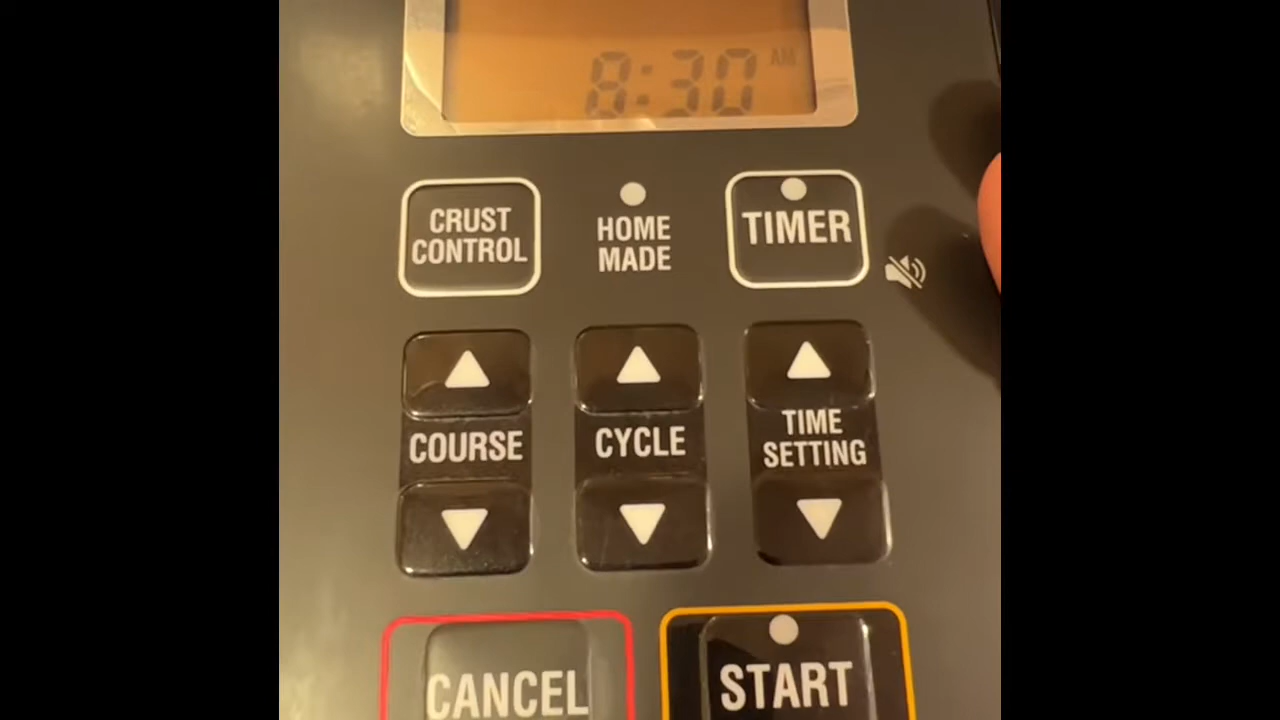 8:30 AM
CRUST
CONTROL
HOME
MADE
TIMER
COURSE
CYCLE
TIME
SETTING
CANCEL
START